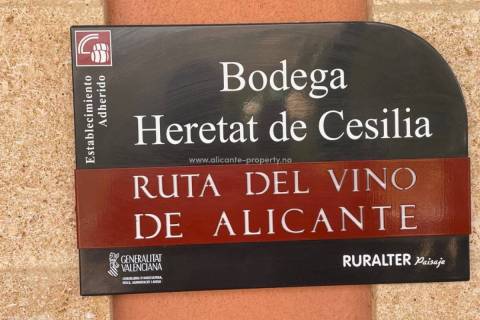 Establecimiento
Adherido
Bodega
Heretat de Cesilia
www.alicante-property.no
RUTA DEL VINO
DE ALICANTE
GENERALITAT
VALENCIANA
RURALTER Paisaje